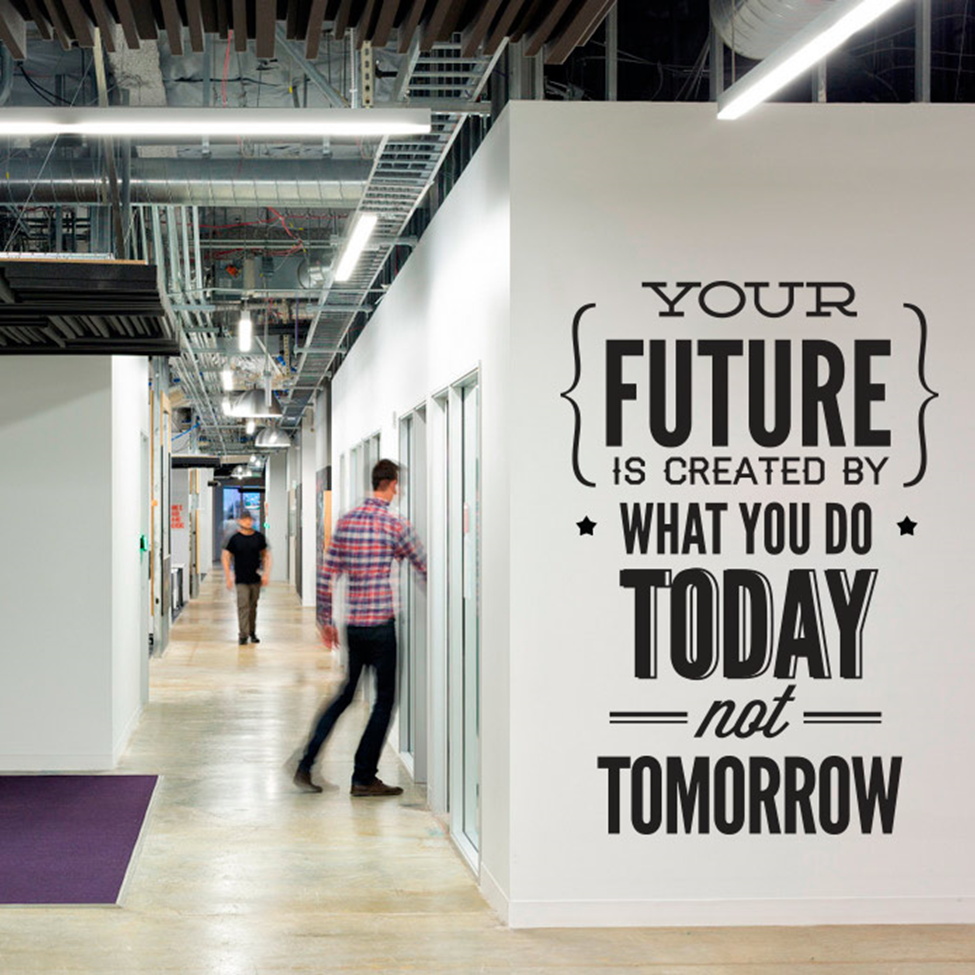 YOUR
FUTURE
IS CREATED BY
WHAT YOU DO
TODAY
not
TOMORROW